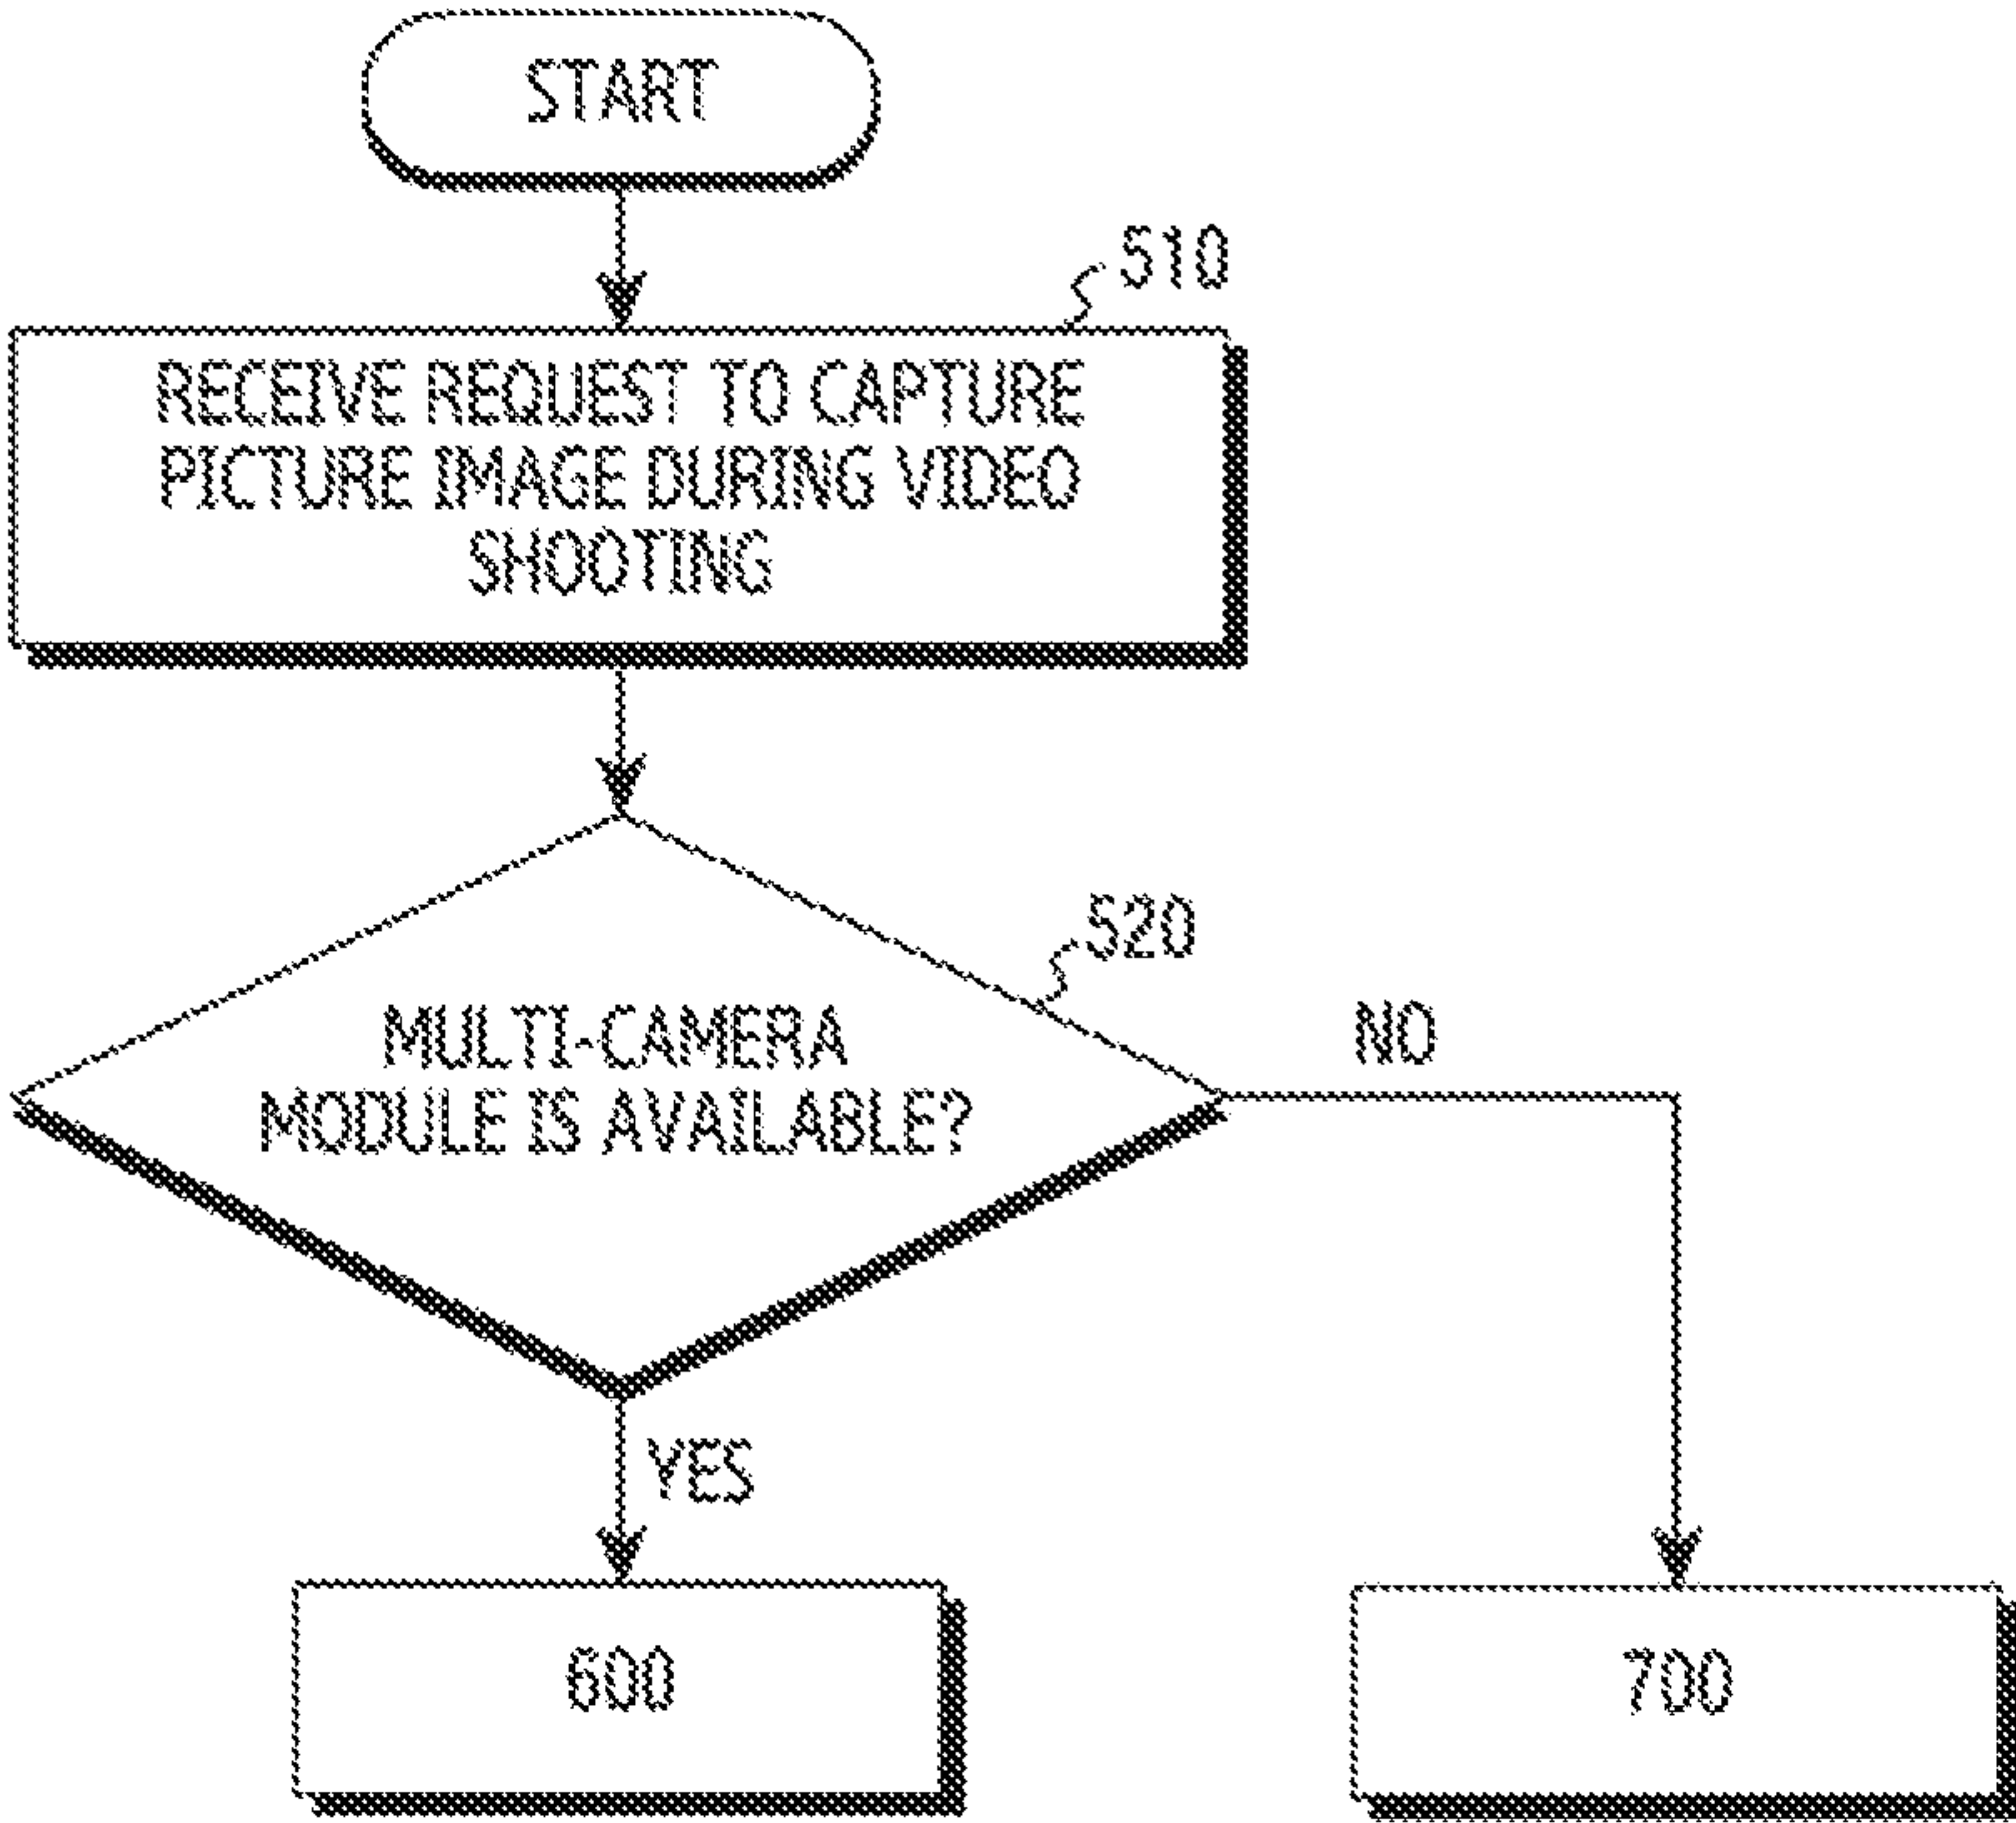 START
510
RECEIVE REQUEST TO CAPTURE
PICTURE IMAGE DURING VIDEO
SHOOTING
520
MULTI-CAMERA
MODULE IS AVAILABLE?
NO
YES
600
700